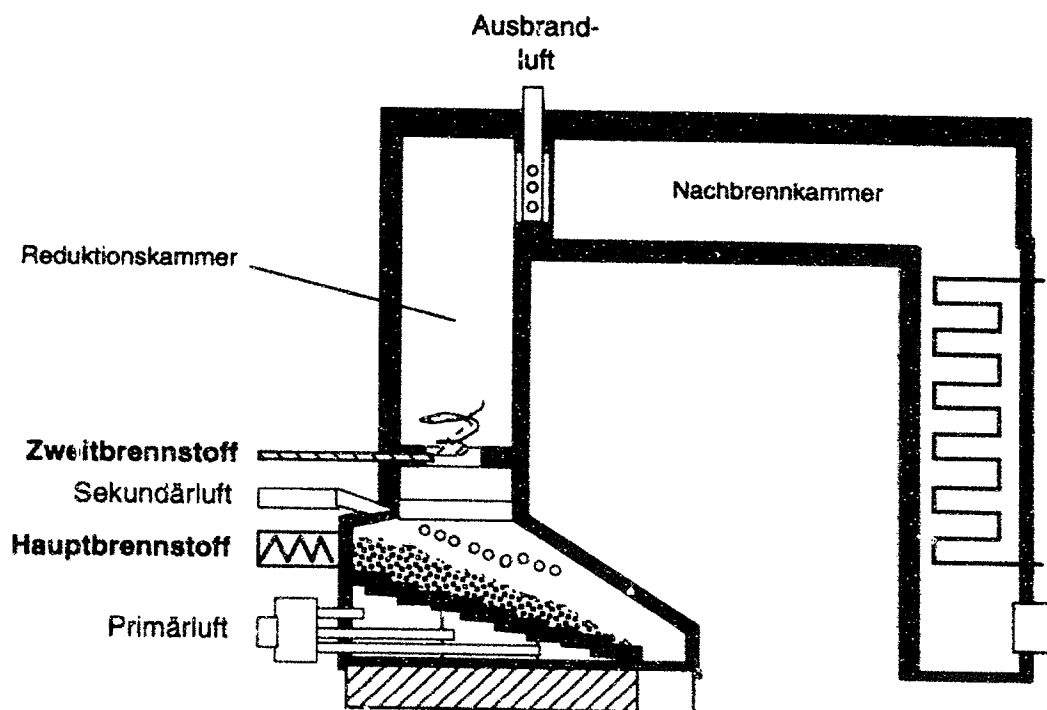 Ausbrand-
luft
Nachbrennkammer
Reduktionskammer
Zweitbrennstoff
Sekundärluft
Hauptbrennstoff
Primärluft